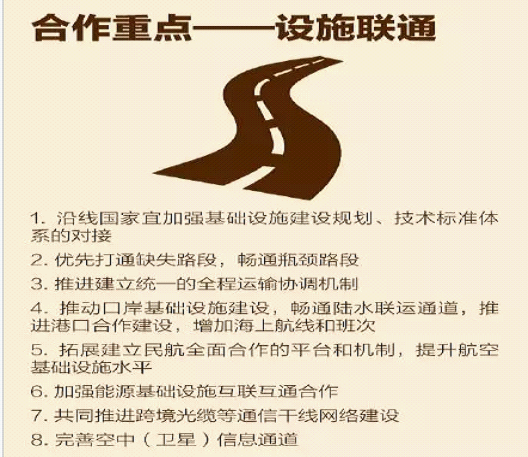 合作重点——设施联通
1. 沿线国家宜加强基础设施建设规划、技术标准体
系的对接
2. 优先打通缺失路段，畅通瓶颈路段
3. 推进建立统一的全程运输协调机制
4. 推动口岸基础设施建设，畅通陆水联运通道，推
进港口合作建设，增加海上航线和班次
5. 拓展建立民航全面合作的平台和机制，提升航空
基础设施水平
6. 加强能源基础设施互联互通合作
7. 共同推进跨境光缆等通信干线网络建设
8. 完善空中（卫星）信息通道